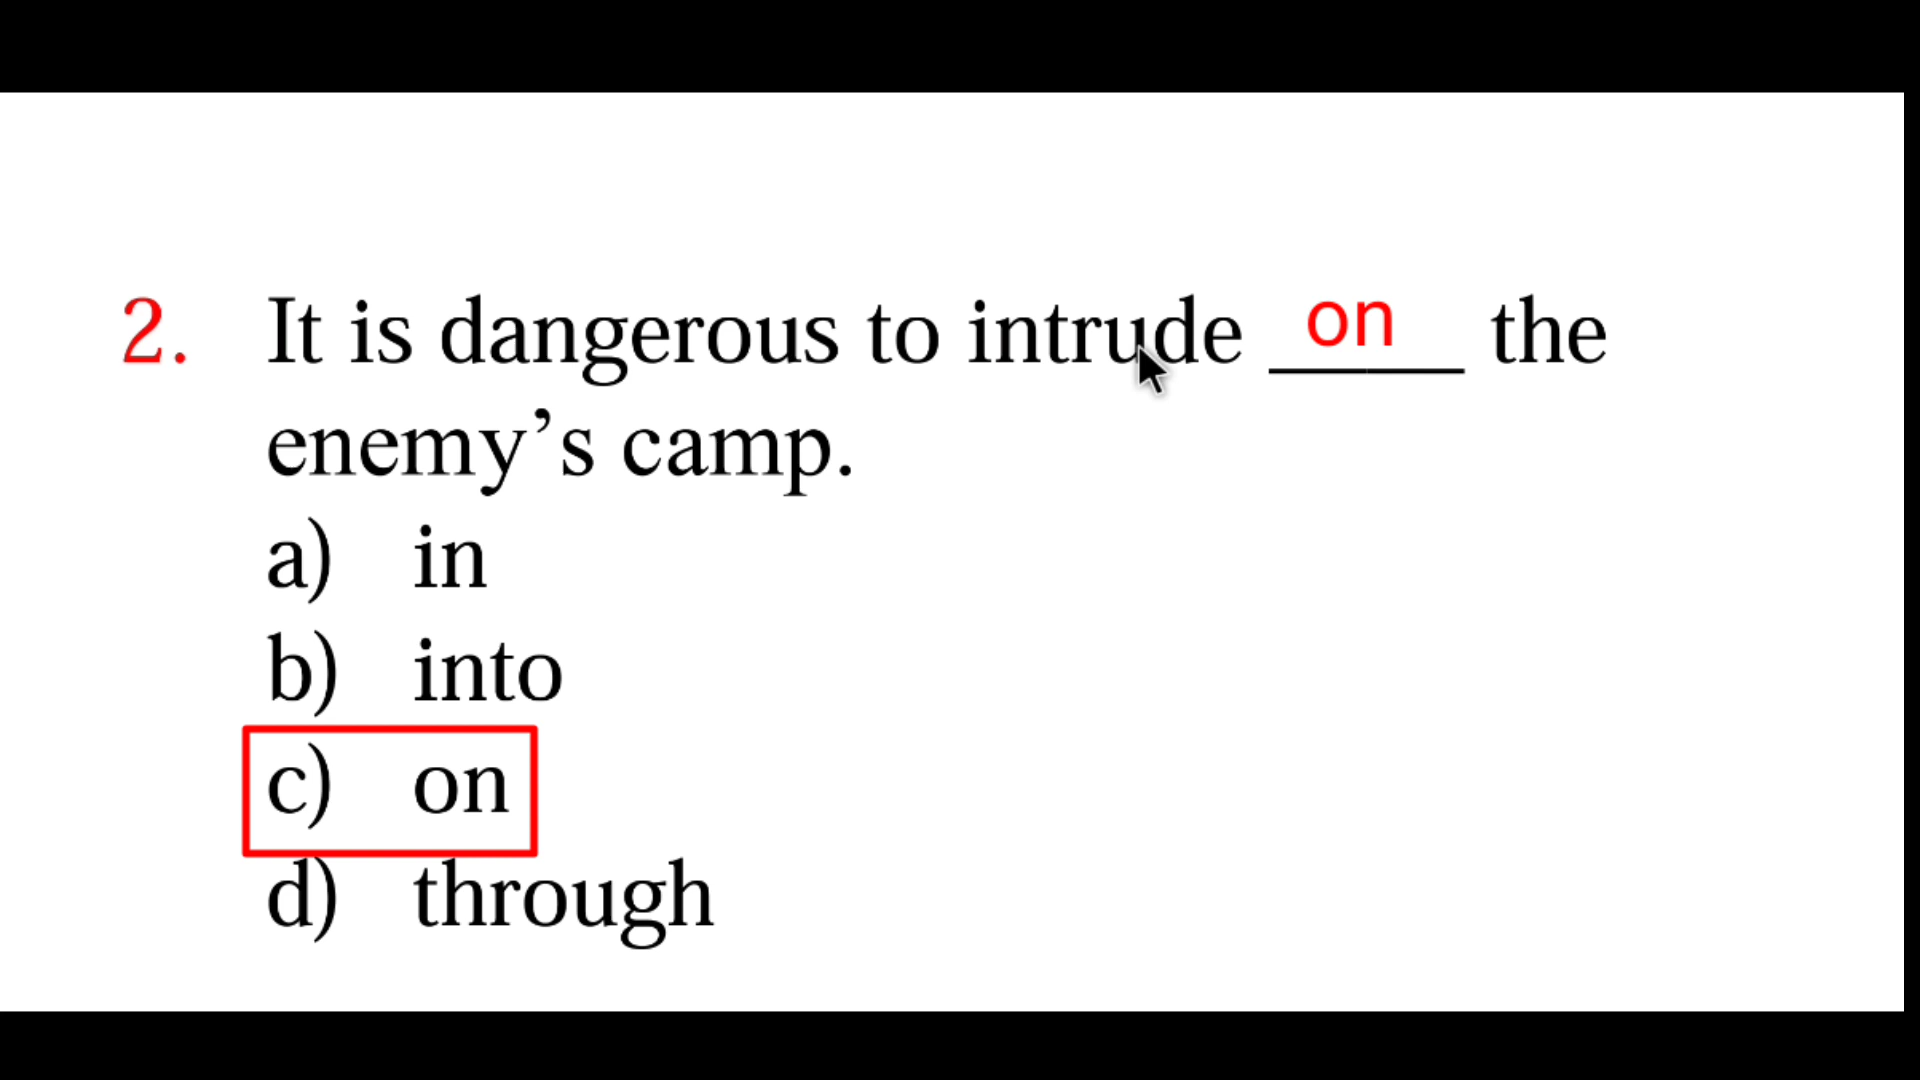 2. It is dangerous to intrude on the
enemy’s camp.
a) in
b) into
c) on
d) through